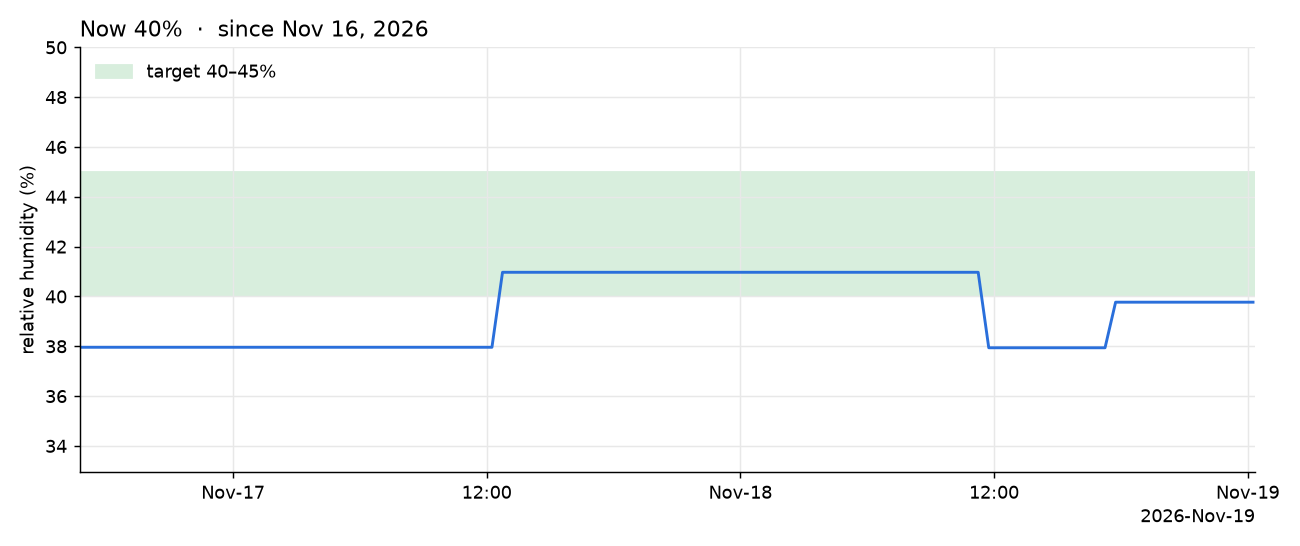 Now 40%  ·  since Nov 16, 2026
target 40–45%
relative humidity (%)
50
48
46
44
42
40
38
36
34
Nov-17
12:00
Nov-18
12:00
Nov-19
2026-Nov-19